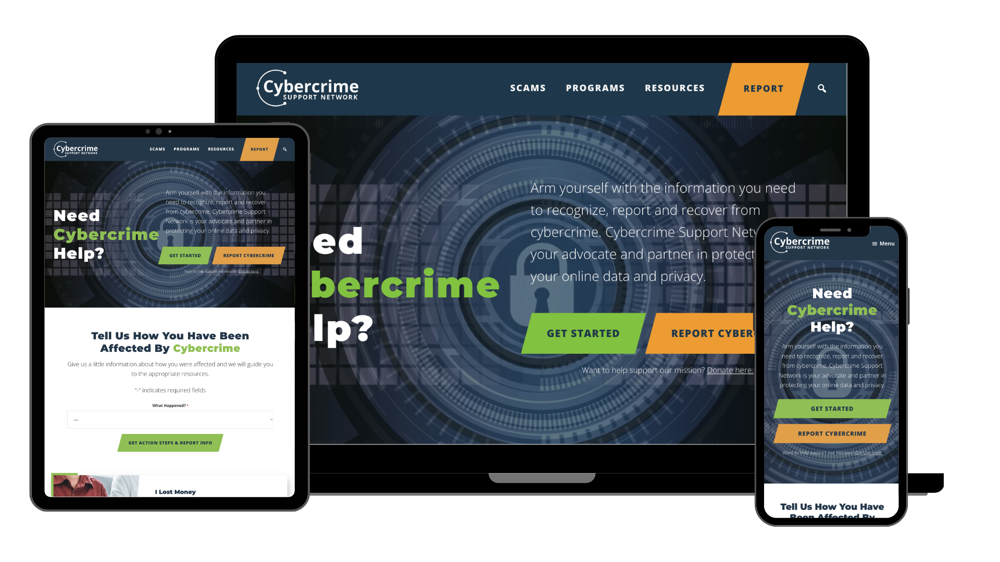 Cybercrime
SUPPORT NETWORK
SCAMS
PROGRAMS
RESOURCES
REPORT
ed
bercrime
lp?
Arm yourself with the information you need
to recognize, report and recover from
cybercrime. Cybercrime Support Netw
your advocate and partner in protect
your online data and privacy.
GET STARTED
REPORT CYBER
Want to help support our mission? Donate here.
Cybercrime
SUPPORT NETWORK
SCAMS
PROGRAMS
RESOURCES
REPORT
Need
Cybercrime
Help?
Arm yourself with the information you
need to recognize, report and recover
from cybercrime. Cybercrime Support
Network is your advocate and partner in
protecting your online data and privacy.
GET STARTED
REPORT CYBERCRIME
Want to help support our mission? Donate here.
Tell Us How You Have Been
Affected By Cybercrime
Give us a little information about how you were affected and we will guide you
to the appropriate resources.
"*" indicates required fields
What Happened? *
---
GET ACTION STEPS & REPORT INFO
I Lost Money
Cybercrime
SUPPORT NETWORK
Menu
Need
Cybercrime
Help?
Arm yourself with the information you
need to recognize, report and recover
from cybercrime. Cybercrime Support
Network is your advocate and partner in
protecting your online data and privacy.
GET STARTED
REPORT CYBERCRIME
Want to help support our mission? Donate here.
Tell Us How You Have
Been Affected By